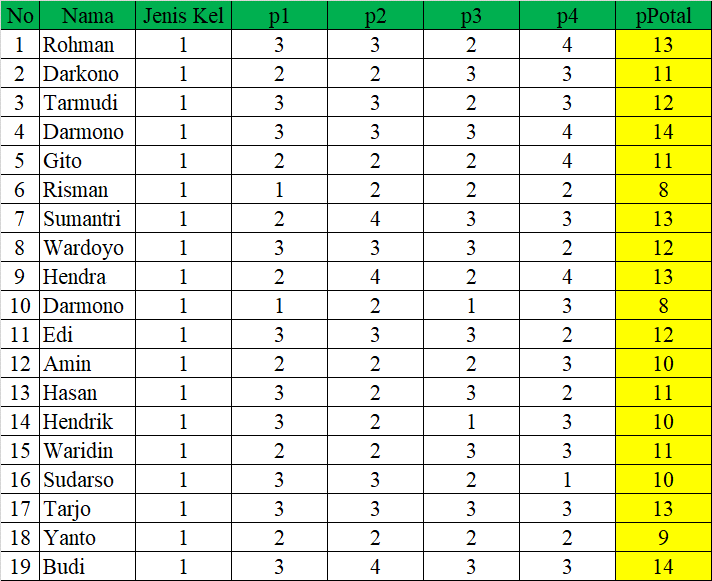 No Nama Jenis Kel p1 p2 p3 p4 pPotal
1 Rohman 1 3 3 2 4 13
2 Darkono 1 2 2 3 3 11
3 Tarmudi 1 3 3 2 3 12
4 Darmono 1 3 3 3 4 14
5 Gito 1 2 2 2 4 11
6 Risman 1 1 2 2 2 8
7 Sumantri 1 2 4 3 3 13
8 Wardoyo 1 3 3 3 2 12
9 Hendra 1 2 4 2 4 13
10 Darmono 1 1 2 1 3 8
11 Edi 1 3 3 3 2 12
12 Amin 1 2 2 2 3 10
13 Hasan 1 3 2 3 2 11
14 Hendrik 1 3 2 1 3 10
15 Waridin 1 2 2 3 3 11
16 Sudarso 1 3 3 2 1 10
17 Tarjo 1 3 3 3 3 13
18 Yanto 1 2 2 2 2 9
19 Budi 1 3 4 3 3 14